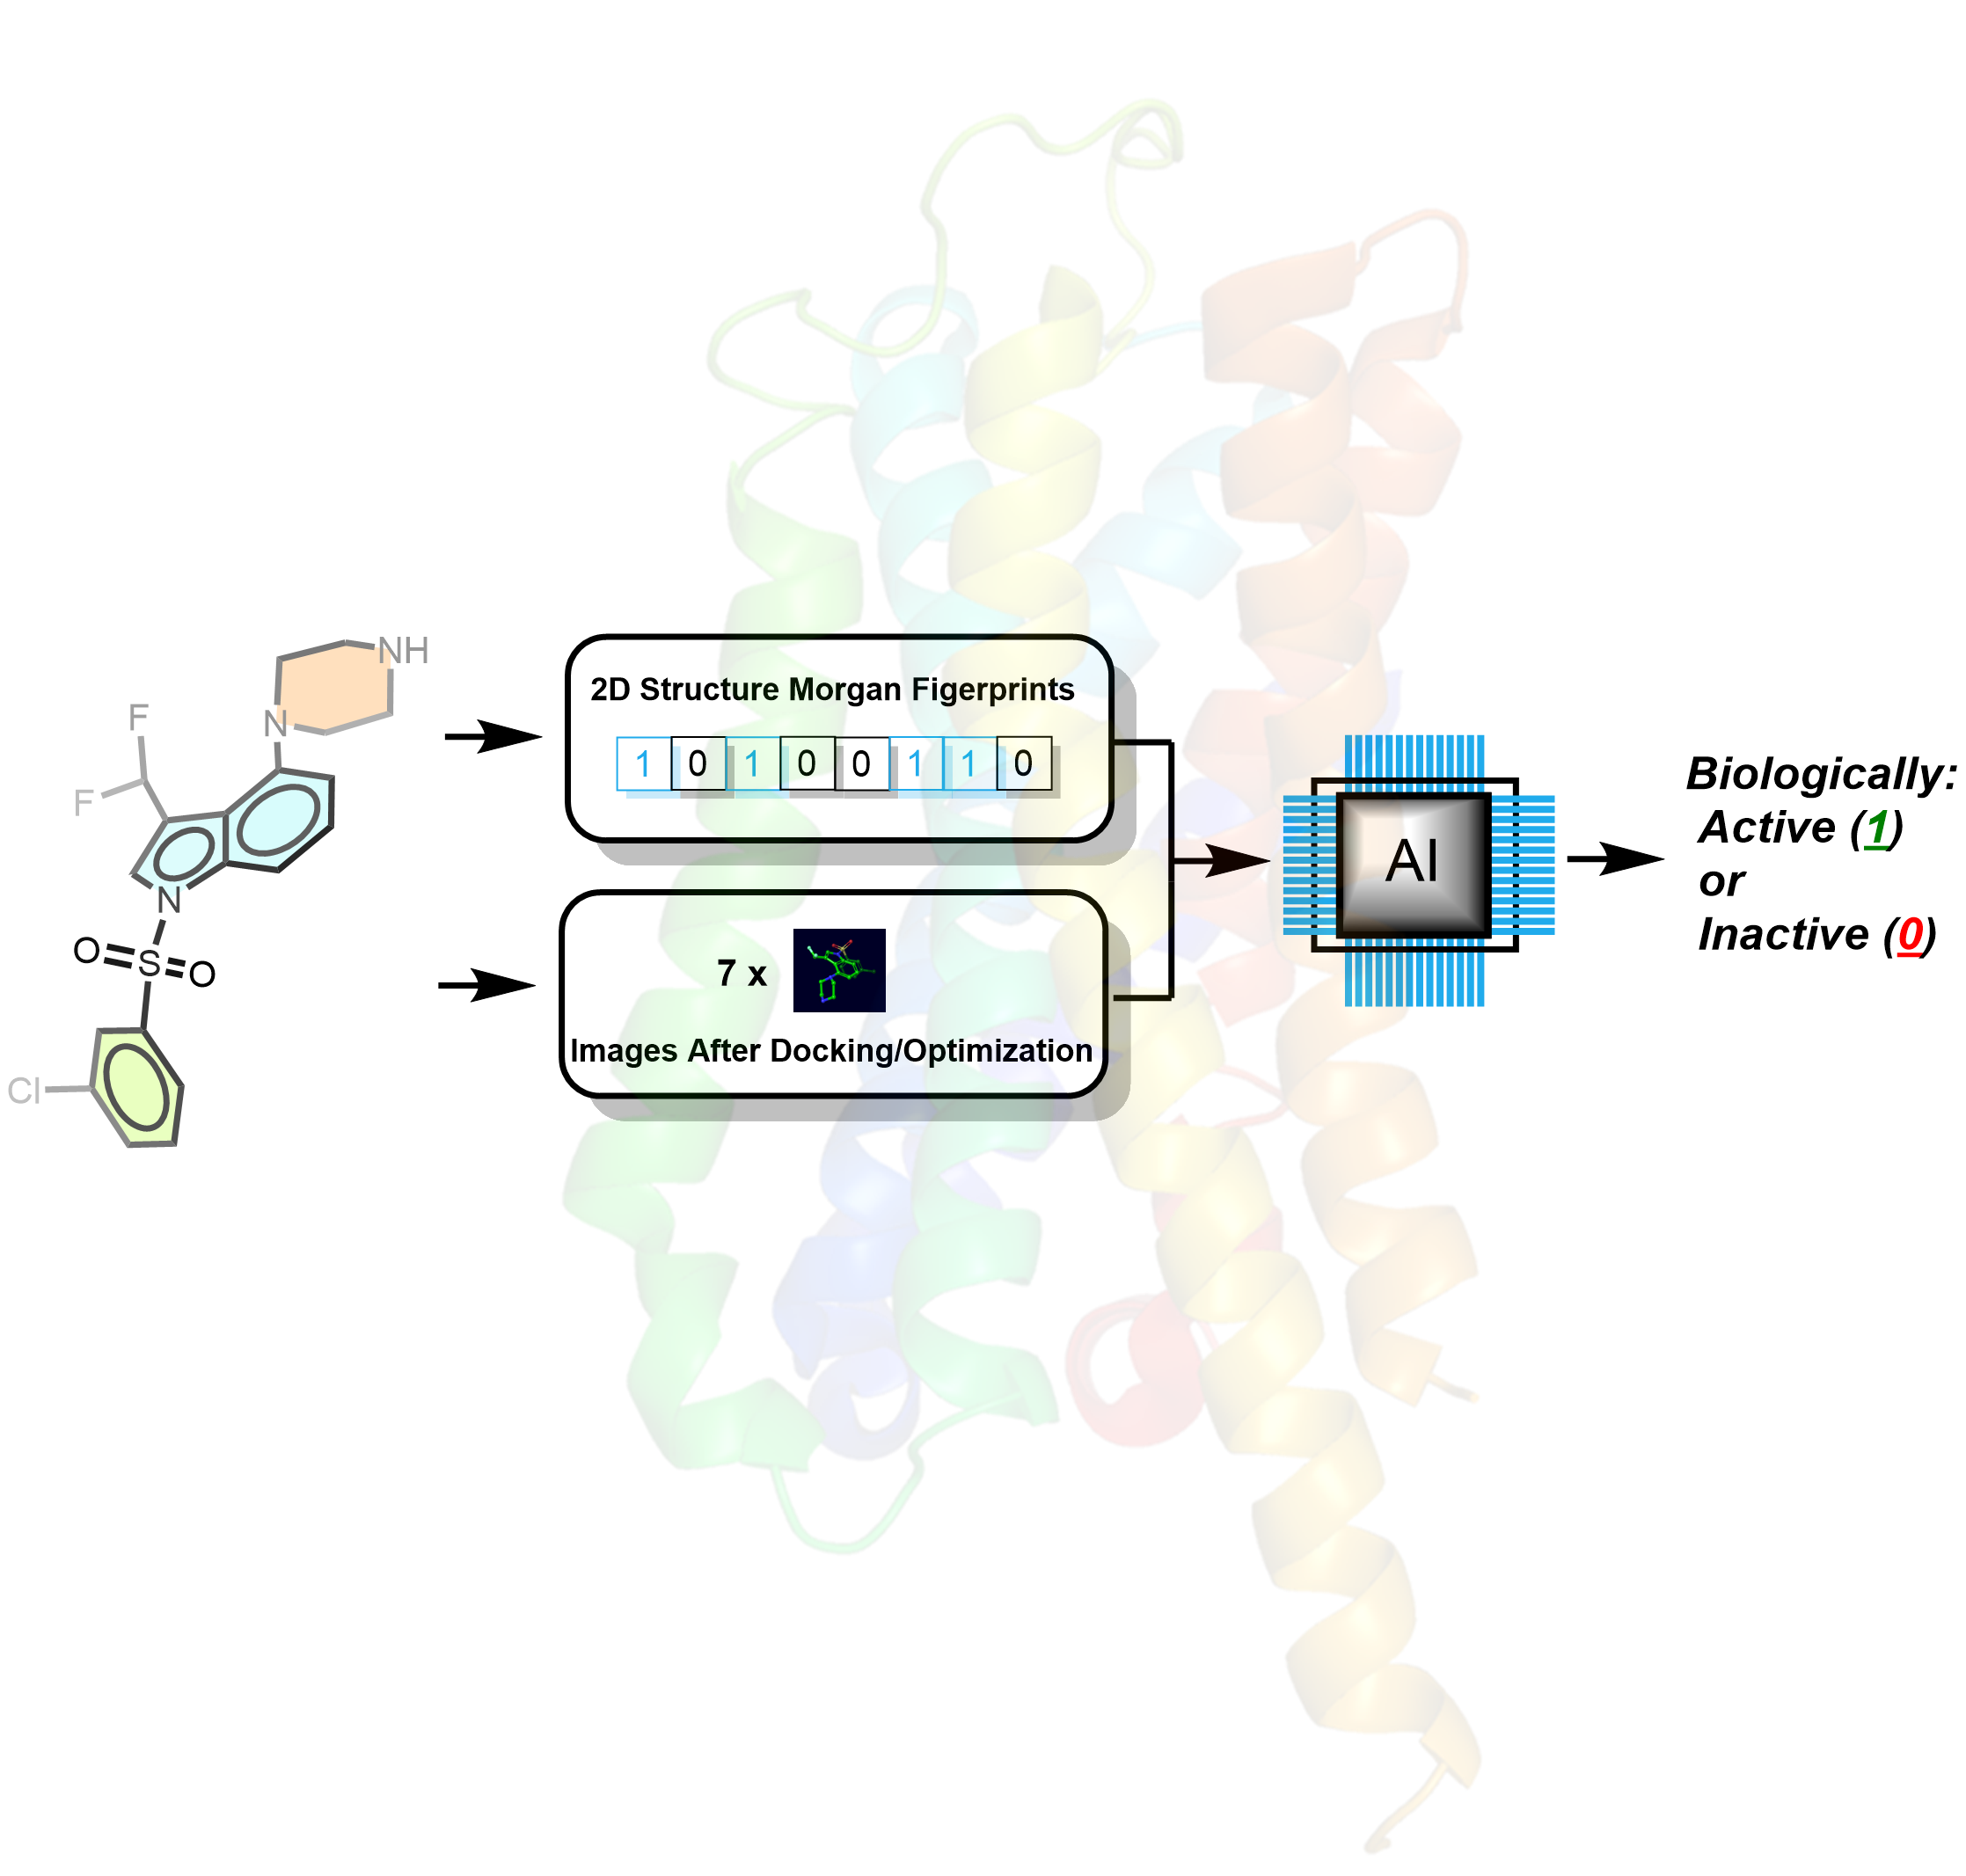 NH
N
F
F
N
O
S
O
Cl
2D Structure Morgan Figerprints
1 0 1 0 0 1 1 0
7 x
Images After Docking/Optimization
AI
Biologically:
Active (1)
or
Inactive (0)